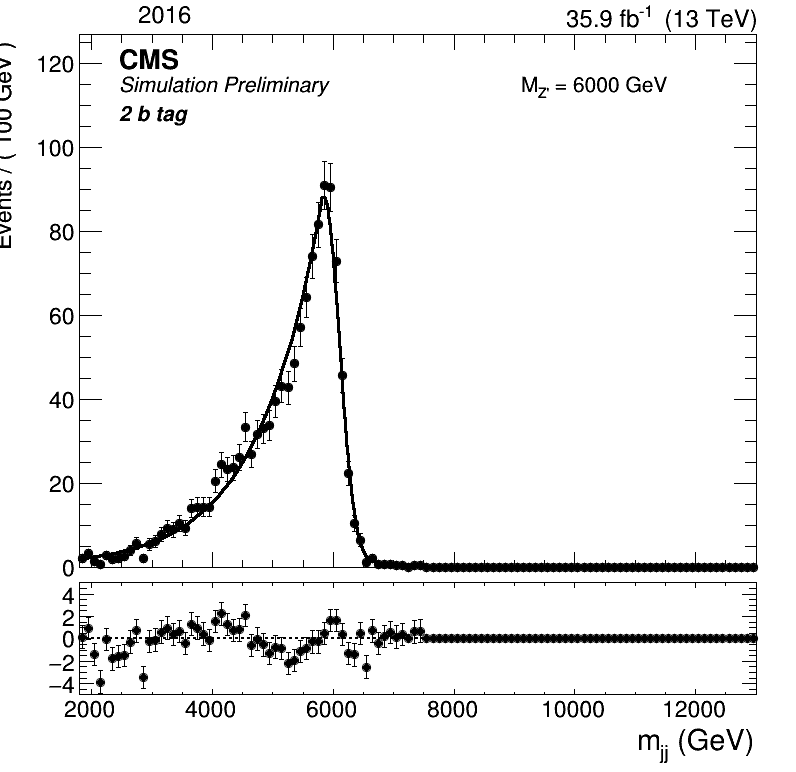 2016 35.9 fb⁻¹ (13 TeV)
CMS
Simulation Preliminary
2 b tag
M_Z' = 6000 GeV
Events / ( 100 GeV )
120
100
80
60
40
20
0
4
2
0
−2
−4
2000 4000 6000 8000 10000 12000
m_jj (GeV)